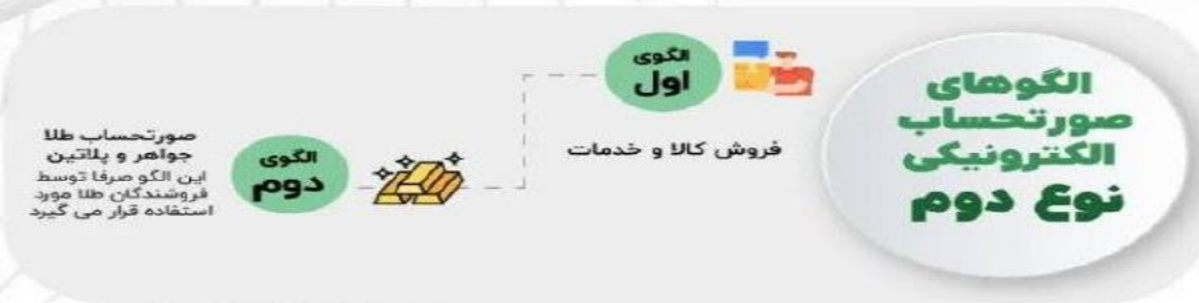 الگوهای
صورتحساب
الکترونیکی
نوع دوم
الگوی
اول
فروش کالا و خدمات
الگوی
دوم
صورتحساب طلا
جواهر و پلاتین
این الگو صرفا توسط
فروشندگان طلا مورد
استفاده قرار می گیرد